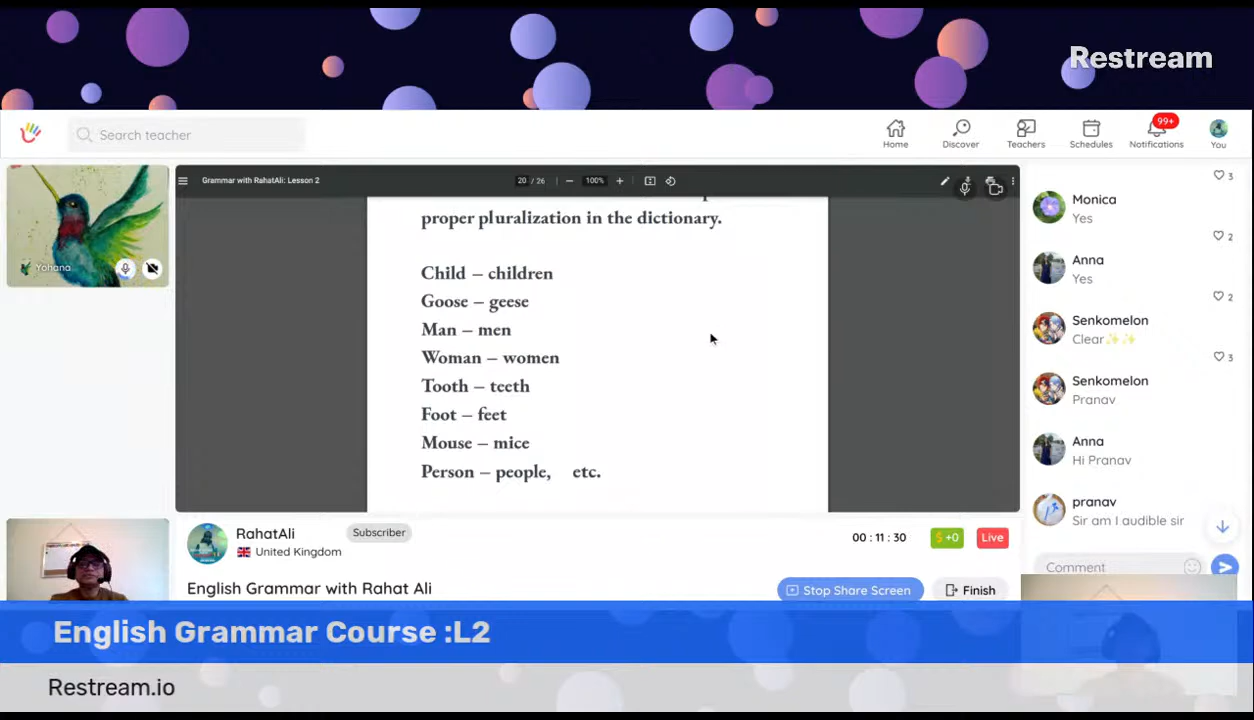 Restream
Search teacher
Home
Discover
Teachers
Schedules
99+
Notifications
You
Yohana
Grammar with RahatAli: Lesson 2
20 / 26
100%
proper pluralization in the dictionary.
Child – children
Goose – geese
Man – men
Woman – women
Tooth – teeth
Foot – feet
Mouse – mice
Person – people, etc.
3
Monica
Yes
2
Anna
Yes
2
Senkomelon
Clear✨✨
3
Senkomelon
Pranav
Anna
Hi Pranav
pranav
Sir am I audible sir
Comment
RahatAli
Subscriber
United Kingdom
00 : 11 : 30
$ +0
Live
English Grammar with Rahat Ali
Stop Share Screen
Finish
English Grammar Course :L2
Restream.io